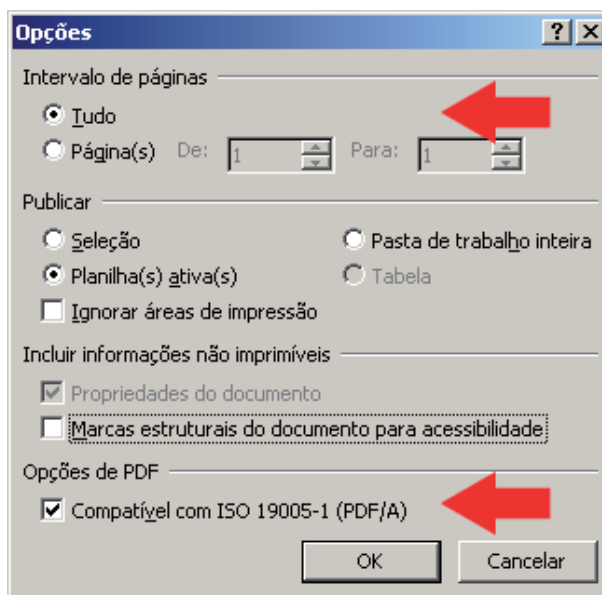 Opções
Intervalo de páginas
Tudo
Página(s) De: 1 Para: 1
Publicar
Seleção Pasta de trabalho inteira
Planilha(s) ativa(s) Tabela
Ignorar áreas de impressão
Incluir informações não imprimíveis
Propriedades do documento
Marcas estruturais do documento para acessibilidade
Opções de PDF
Compatível com ISO 19005-1 (PDF/A)
OK Cancelar